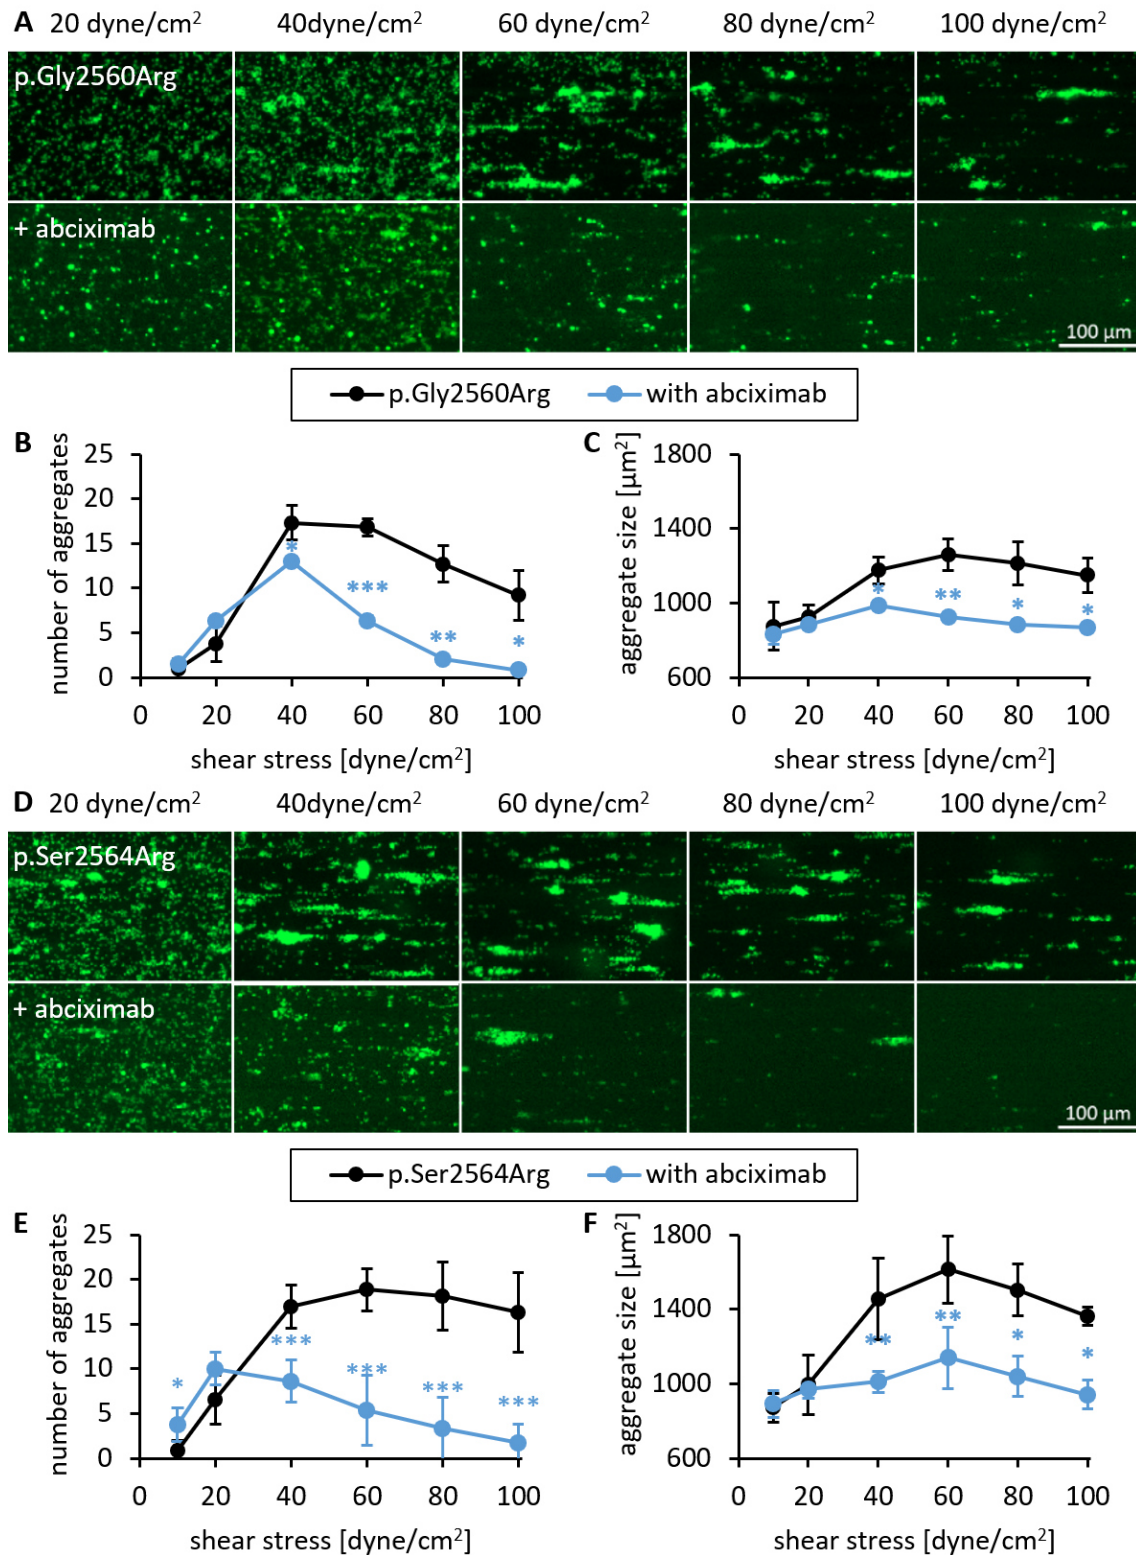 A 20 dyne/cm² 40dyne/cm² 60 dyne/cm² 80 dyne/cm² 100 dyne/cm²
p.Gly2560Arg
+ abciximab
100 µm
p.Gly2560Arg with abciximab
B
number of aggregates
25
20
15
10
5
0
* *** ** *
0 20 40 60 80 100
shear stress [dyne/cm²]
C
aggregate size [µm²]
1800
1400
1000
600
* ** * *
0 20 40 60 80 100
shear stress [dyne/cm²]
D 20 dyne/cm² 40dyne/cm² 60 dyne/cm² 80 dyne/cm² 100 dyne/cm²
p.Ser2564Arg
+ abciximab
100 µm
p.Ser2564Arg with abciximab
E
number of aggregates
25
20
15
10
5
0
* *** *** *** ***
0 20 40 60 80 100
shear stress [dyne/cm²]
F
aggregate size [µm²]
1800
1400
1000
600
** ** * *
0 20 40 60 80 100
shear stress [dyne/cm²]